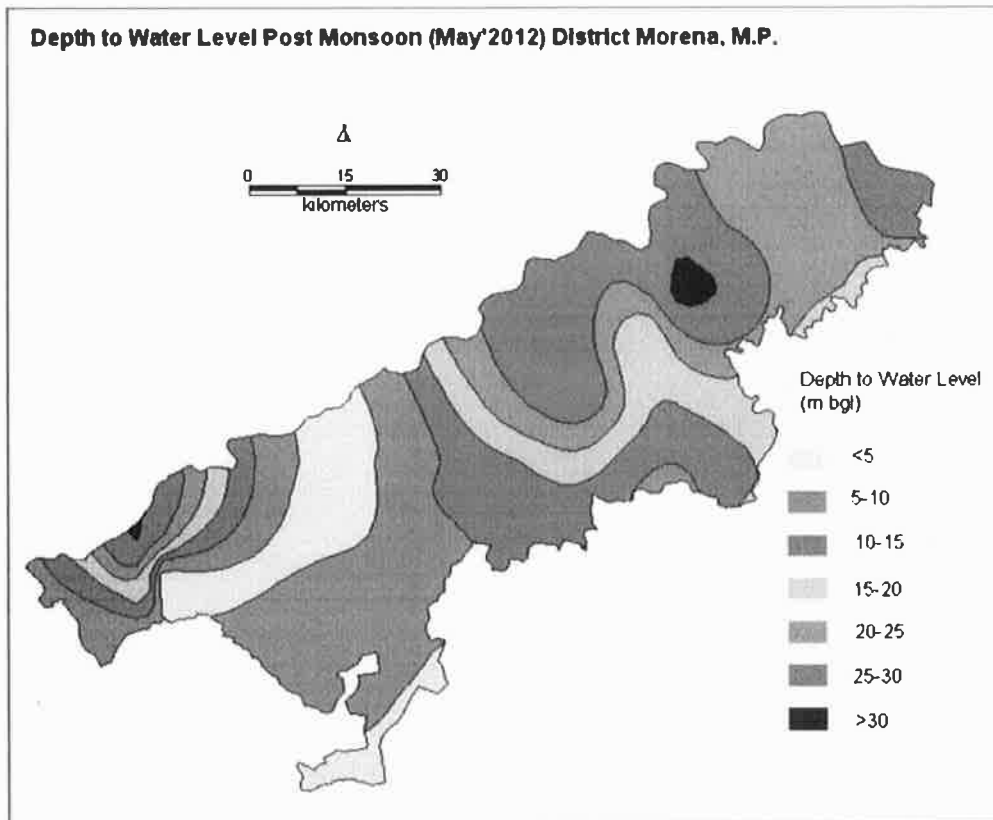 Depth to Water Level Post Monsoon (May'2012) District Morena, M.P.
0 15 30
kilometers
Depth to Water Level
(m bgl)
<5
5-10
10-15
15-20
20-25
25-30
>30